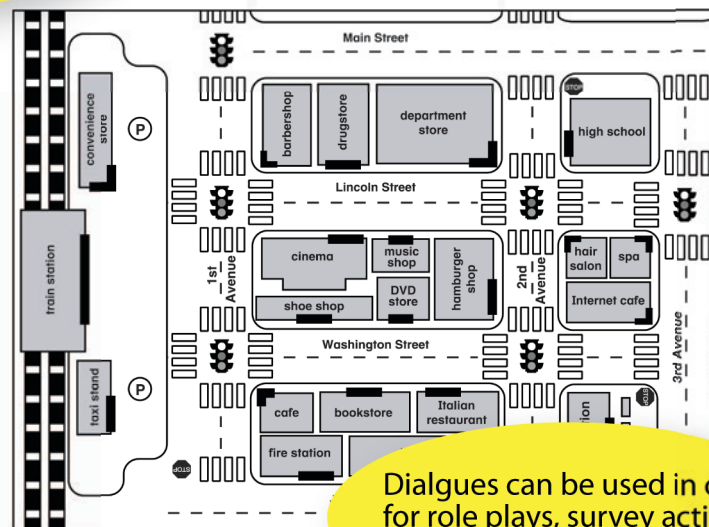 Main Street
convenience
store
P
barbershop
drugstore
department
store
STOP
high school
Lincoln Street
train station
1st
Avenue
cinema
music
shop
hamburger
shop
shoe shop
DVD
store
2nd
Avenue
hair
salon
spa
Internet cafe
Washington Street
3rd Avenue
taxi stand
P
cafe
bookstore
Italian
restaurant
STOP
fire station
STOP
Dialgues can be used in
for role plays, survey